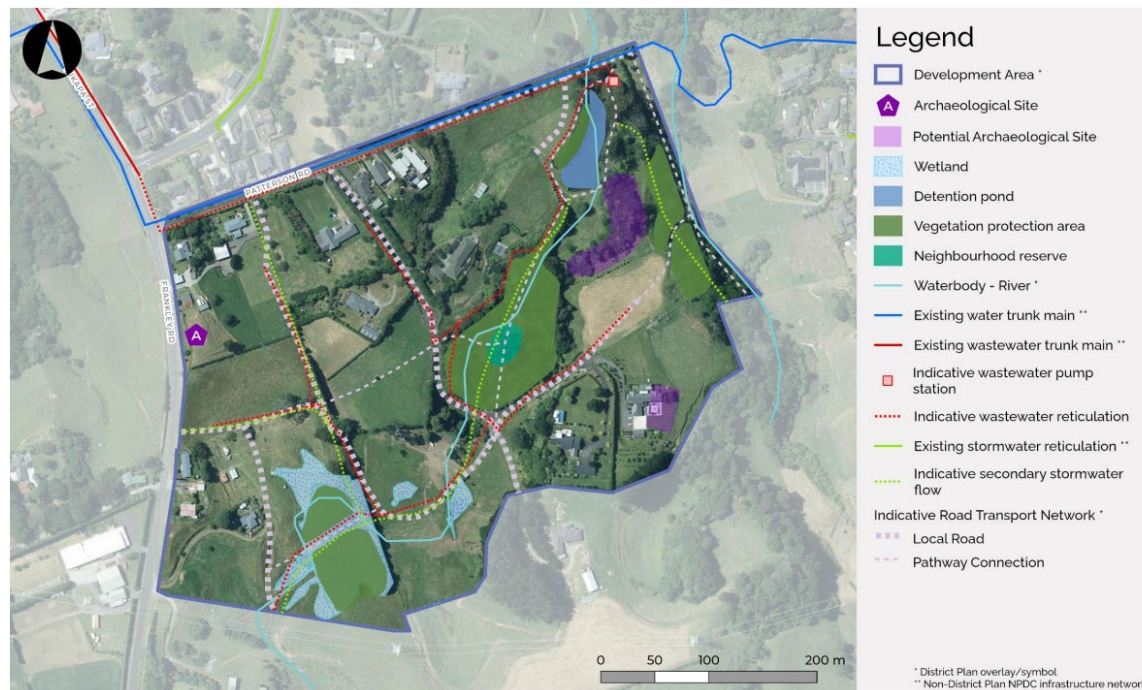 KAPA ST
PATTERSON RD
FRANKLEY RD
A
0 50 100 200 m
Legend
Development Area *
A
Archaeological Site
Potential Archaeological Site
Wetland
Detention pond
Vegetation protection area
Neighbourhood reserve
Waterbody - River *
Existing water trunk main **
Existing wastewater trunk main **
Indicative wastewater pump
station
Indicative wastewater reticulation
Existing stormwater reticulation **
Indicative secondary stormwater
flow
Indicative Road Transport Network *
Local Road
Pathway Connection
* District Plan overlay/symbol
** Non-District Plan NPDC infrastructure networ